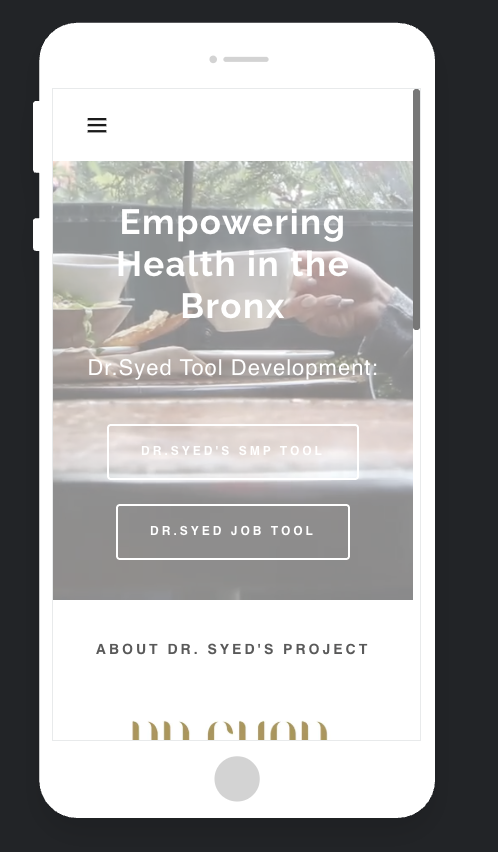 Empowering
Health in the
Bronx
Dr.Syed Tool Development:
DR.SYED'S SMP TOOL
DR.SYED JOB TOOL
ABOUT DR. SYED'S PROJECT